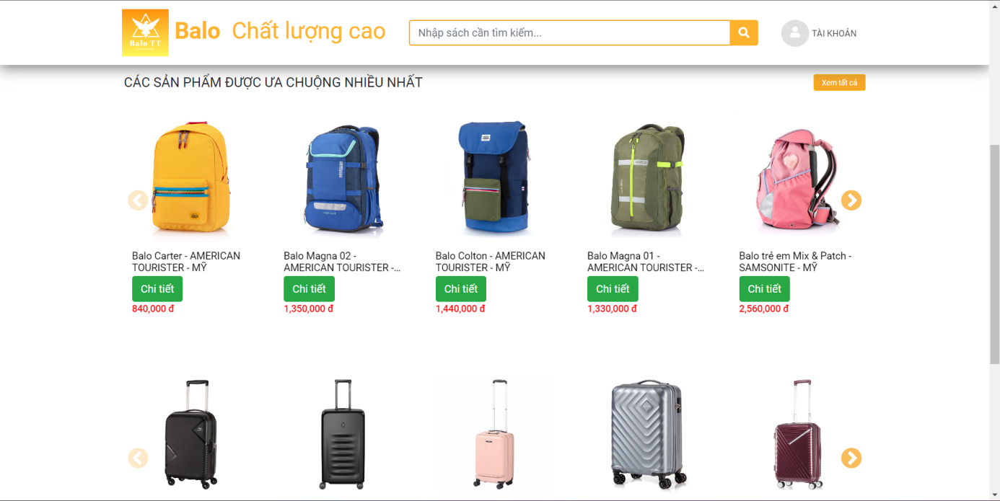 Balo TT
Balo Chất lượng cao
Nhập sách cần tìm kiếm...
TÀI KHOẢN
CÁC SẢN PHẨM ĐƯỢC ƯA CHUỘNG NHIỀU NHẤT
Xem tất cả
Balo Carter - AMERICAN
TOURISTER - MỸ
Chi tiết
840,000 đ
Balo Magna 02 -
AMERICAN TOURISTER -...
Chi tiết
1,350,000 đ
Balo Colton - AMERICAN
TOURISTER - MỸ
Chi tiết
1,440,000 đ
Balo Magna 01 -
AMERICAN TOURISTER -...
Chi tiết
1,330,000 đ
Balo trẻ em Mix & Patch -
SAMSONITE - MỸ
Chi tiết
2,560,000 đ